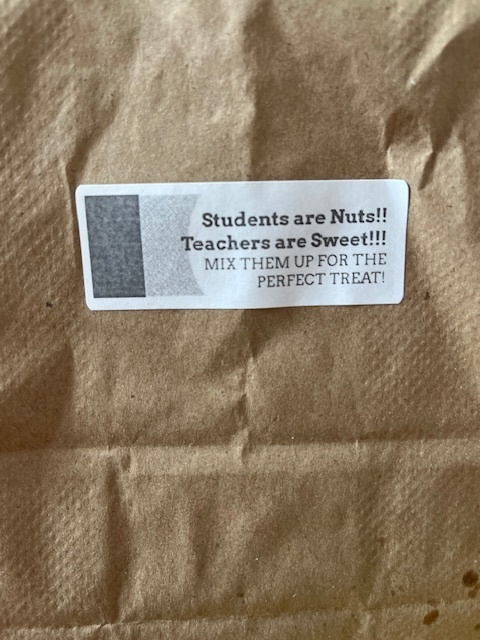 Students are Nuts!!
Teachers are Sweet!!!
MIX THEM UP FOR THE
PERFECT TREAT!